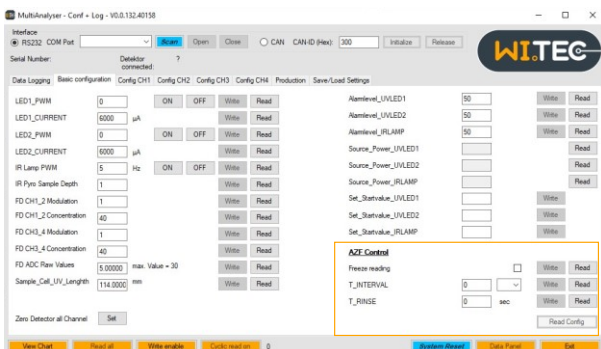 MultiAnalyser - Conf + Log - V0.0.132.40158
Interface
RS232 COM Port Scan Open Close CAN CAN-ID (Hex): 300 Initialize Release
WI.TEC
Serial Number: Detektor connected: ?
Data Logging Basic configuration Config CH1 Config CH2 Config CH3 Config CH4 Production Save/Load Settings
LED1_PWM 0 ON OFF Write Read
LED1_CURRENT 6000 µA Write Read
LED2_PWM 0 ON OFF Write Read
LED2_CURRENT 6000 µA Write Read
IR Lamp PWM 5 Hz ON OFF Write Read
IR Pyro Sample Depth 1 Write Read
FD CH1_2 Modulation 1 Write Read
FD CH1_2 Concentration 40 Write Read
FD CH3_4 Modulation 1 Write Read
FD CH3_4 Concentration 40 Write Read
FD ADC Raw Values 5.00000 max. Value = 30 Write Read
Sample_Cell_UV_Lenghth 114.0000 mm Write Read
Zero Detector all Channel Set
Alarmlevel_UVLED1 50 Write Read
Alarmlevel_UVLED2 50 Write Read
Alarmlevel_IRLAMP 50 Write Read
Source_Power_UVLED1 Read
Source_Power_UVLED2 Read
Source_Power_IRLAMP Read
Set_Startvalue_UVLED1 Write
Set_Startvalue_UVLED2 Write
Set_Startvalue_IRLAMP Write
AZF Control
Freeze reading Write Read
T_INTERVAL 0 Write Read
T_RINSE 0 sec Write Read
Read Config
View Chart Read all Write enable Cyclic read on 0 System Reset Data Panel Exit